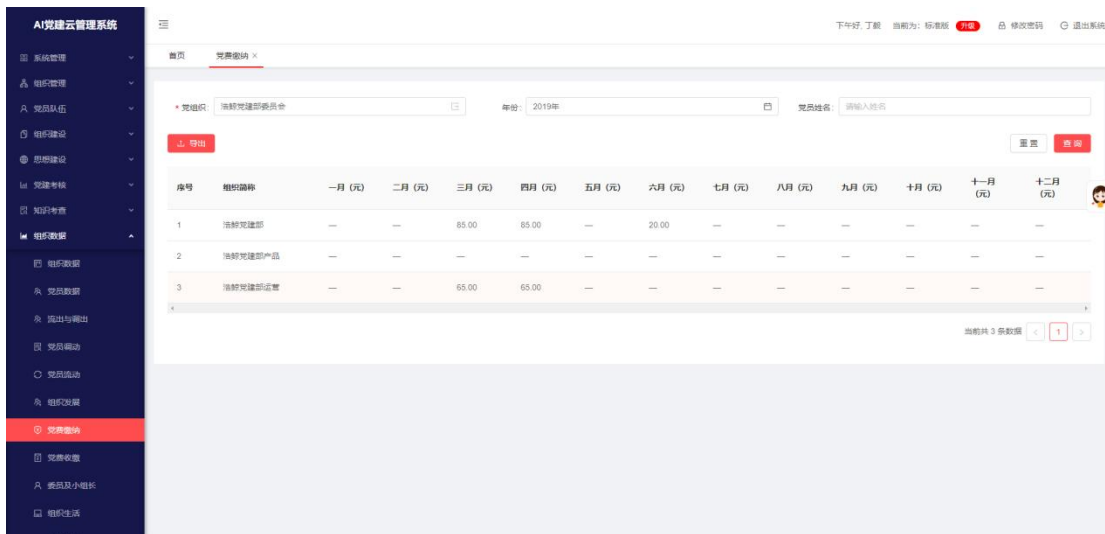 AI党建云管理系统
下午好, 丁毅 当前为：标准版 升级 修改密码 退出系统
系统管理
首页 党费缴纳 ×
组织管理
党员队伍
* 党组织: 浩鲸党建部委员会 年份: 2019年 党员姓名: 请输入姓名
组织建设
导出 重置 查询
思想建设
党建考核
序号 组织简称 一月 (元) 二月 (元) 三月 (元) 四月 (元) 五月 (元) 六月 (元) 七月 (元) 八月 (元) 九月 (元) 十月 (元) 十一月 (元) 十二月 (元)
知识考查
1 浩鲸党建部 — — 85.00 85.00 — 20.00 — — — — — —
组织数据
2 浩鲸党建部产品 — — — — — — — — — — — —
组织数据
3 浩鲸党建部运营 — — 65.00 65.00 — — — — — — — —
党员数据
流出与调出
当前共 3 条数据 < 1 >
党员调动
党员流动
组织发展
党费缴纳
党费收缴
委员及小组长
组织生活